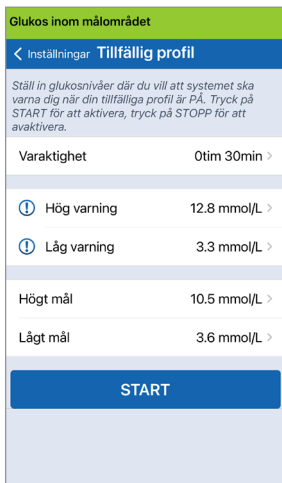 Glukos inom målområdet
Inställningar Tillfällig profil
Ställ in glukosnivåer där du vill att systemet ska
varna dig när din tillfälliga profil är PÅ. Tryck på
START för att aktivera, tryck på STOPP för att
avaktivera.
Varaktighet 0tim 30min
Hög varning 12.8 mmol/L
Låg varning 3.3 mmol/L
Högt mål 10.5 mmol/L
Lågt mål 3.6 mmol/L
START